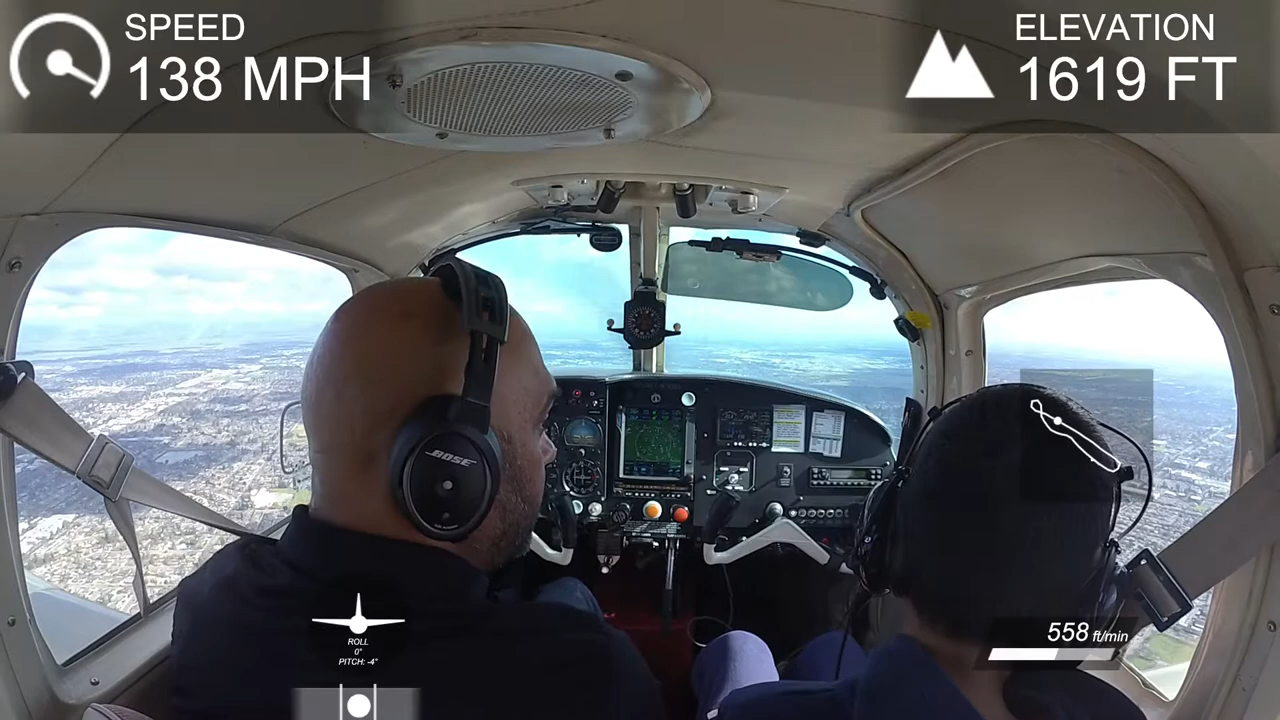 SPEED
138 MPH
ELEVATION
1619 FT
BOSE
ROLL
0°
PITCH: -4°
558 ft/min